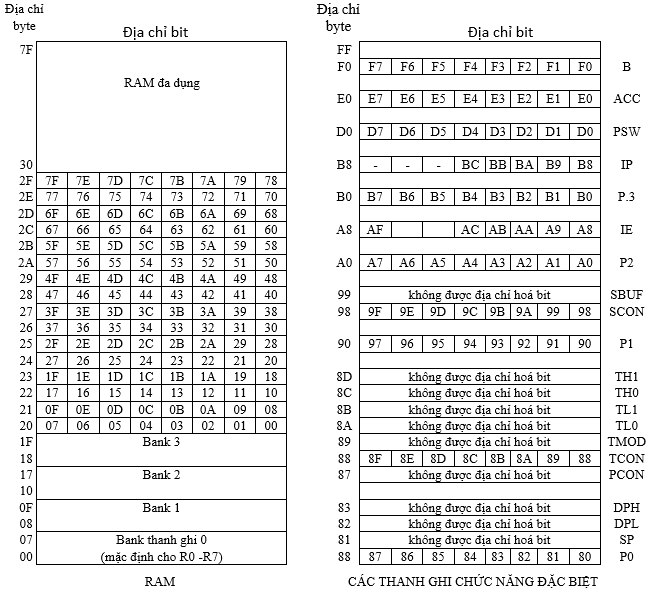 Địa chỉ
byte
Địa chỉ bit
7F
RAM đa dụng
30
2F 7F 7E 7D 7C 7B 7A 79 78
2E 77 76 75 74 73 72 71 70
2D 6F 6E 6D 6C 6B 6A 69 68
2C 67 66 65 64 63 62 61 60
2B 5F 5E 5D 5C 5B 5A 59 58
2A 57 56 55 54 53 52 51 50
29 4F 4E 4D 4C 4B 4A 49 48
28 47 46 45 44 43 42 41 40
27 3F 3E 3D 3C 3B 3A 39 38
26 37 36 35 34 33 32 31 30
25 2F 2E 2D 2C 2B 2A 29 28
24 27 26 25 24 23 22 21 20
23 1F 1E 1D 1C 1B 1A 19 18
22 17 16 15 14 13 12 11 10
21 0F 0E 0D 0C 0B 0A 09 08
20 07 06 05 04 03 02 01 00
1F Bank 3
18
17 Bank 2
10
0F Bank 1
08
07 Bank thanh ghi 0
00 (mặc định cho R0 -R7)
RAM
Địa chỉ
byte
Địa chỉ bit
FF
F0 F7 F6 F5 F4 F3 F2 F1 F0 B
E0 E7 E6 E5 E4 E3 E2 E1 E0 ACC
D0 D7 D6 D5 D4 D3 D2 D1 D0 PSW
B8 - - - BC BB BA B9 B8 IP
B0 B7 B6 B5 B4 B3 B2 B1 B0 P.3
A8 AF AC AB AA A9 A8 IE
A0 A7 A6 A5 A4 A3 A2 A1 A0 P2
99 không được địa chỉ hoá bit SBUF
98 9F 9E 9D 9C 9B 9A 99 98 SCON
90 97 96 95 94 93 92 91 90 P1
8D không được địa chỉ hoá bit TH1
8C không được địa chỉ hoá bit TH0
8B không được địa chỉ hoá bit TL1
8A không được địa chỉ hoá bit TL0
89 không được địa chỉ hoá bit TMOD
88 8F 8E 8D 8C 8B 8A 89 88 TCON
87 không được địa chỉ hoá bit PCON
83 không được địa chỉ hoá bit DPH
82 không được địa chỉ hoá bit DPL
81 không được địa chỉ hoá bit SP
88 87 86 85 84 83 82 81 80 P0
CÁC THANH GHI CHỨC NĂNG ĐẶC BIỆT